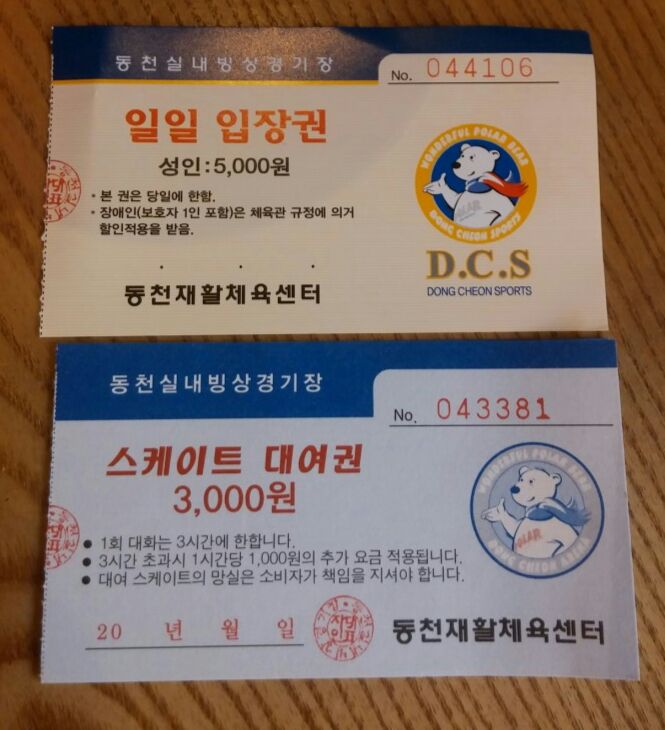 동천실내빙상경기장
No. 044106
일일 입장권
성인:5,000원
* 본 권은 당일에 한함.
* 장애인(보호자 1인 포함)은 체육관 규정에 의거
할인적용을 받음.
WONDERFUL POLAR BEAR
POLAR
DONG CHEON SPORTS
D.C.S
DONG CHEON SPORTS
동천재활체육센터
동천실내빙상경기장
No. 043381
스케이트 대여권
3,000원
● 1회 대화는 3시간에 한합니다.
● 3시간 초과시 1시간당 1,000원의 추가 요금 적용됩니다.
● 대여 스케이트의 망실은 소비자가 책임을 지셔야 합니다.
WONDERFUL POLAR BEAR
POLAR
DONG CHEON SPORTS
20 년 월 일
동천재활체육센터